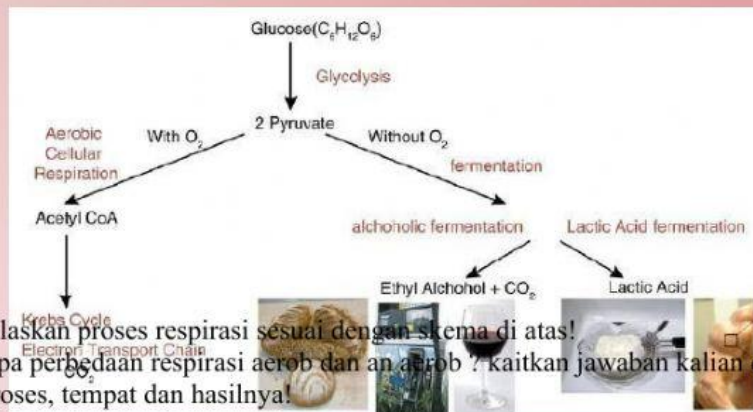 Glucose(C₆H₁₂O₆)
Glycolysis
2 Pyruvate
Aerobic
Cellular
Respiration
With O₂
Without O₂
fermentation
Acetyl CoA
alchoholic fermentation
Lactic Acid fermentation
Ethyl Alchohol + CO₂
Lactic Acid
Krebs Cycle
Electron Transport Chain
CO₂
laskan proses respirasi sesuai dengan skema di atas!
pa perbedaan respirasi aerob dan an aerob ? kaitkan jawaban kalian
oses, tempat dan hasilnya!